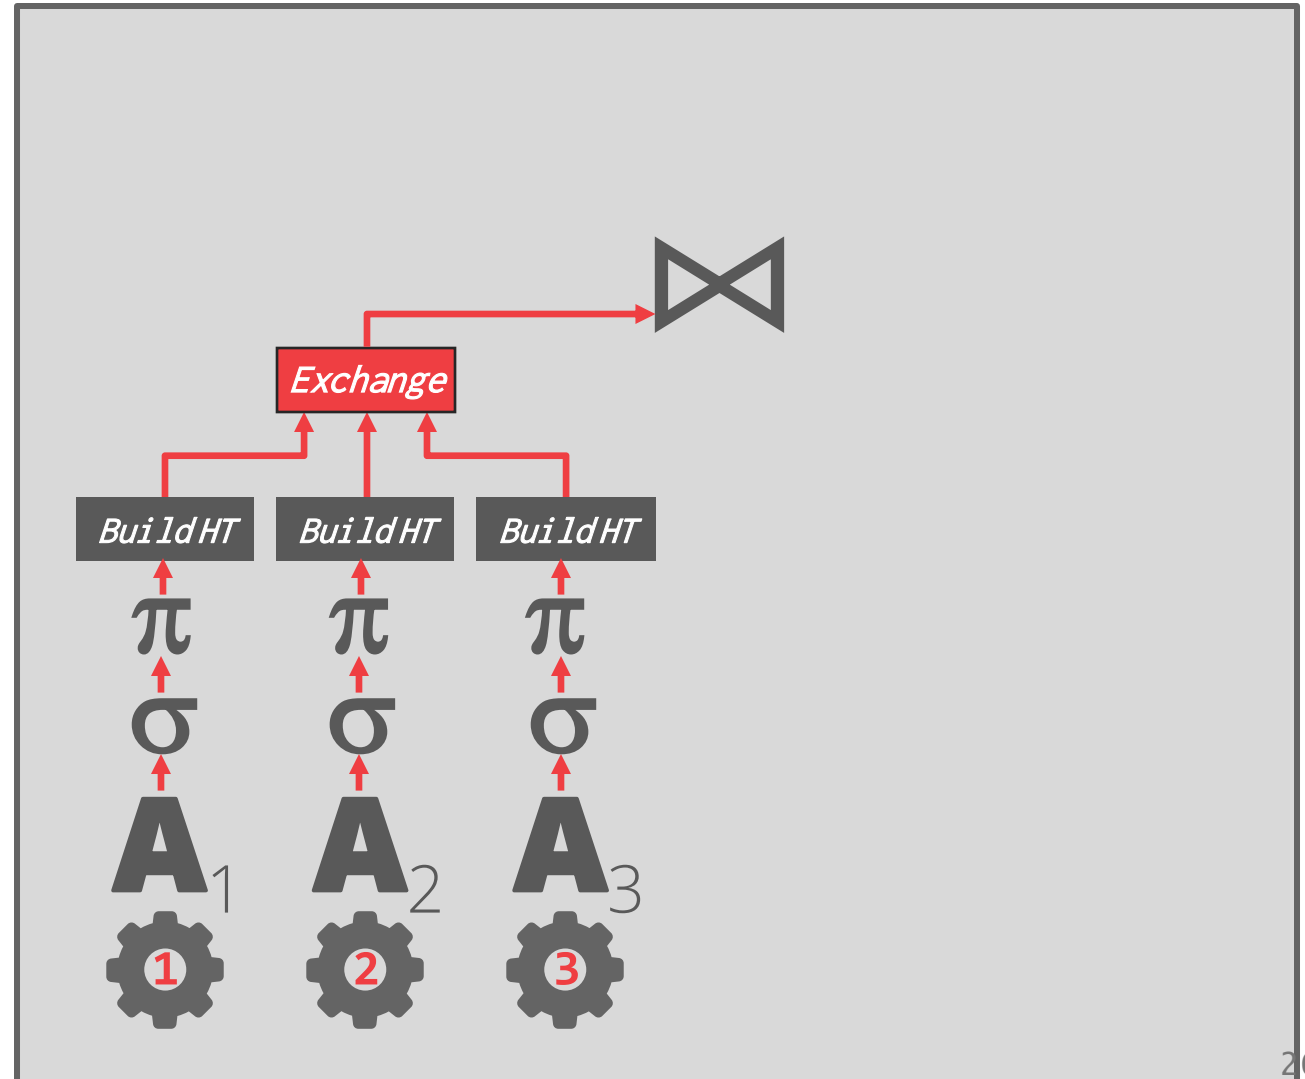 ⋈
Exchange
Build HT Build HT Build HT
π π π
σ σ σ
A1 A2 A3
1 2 3